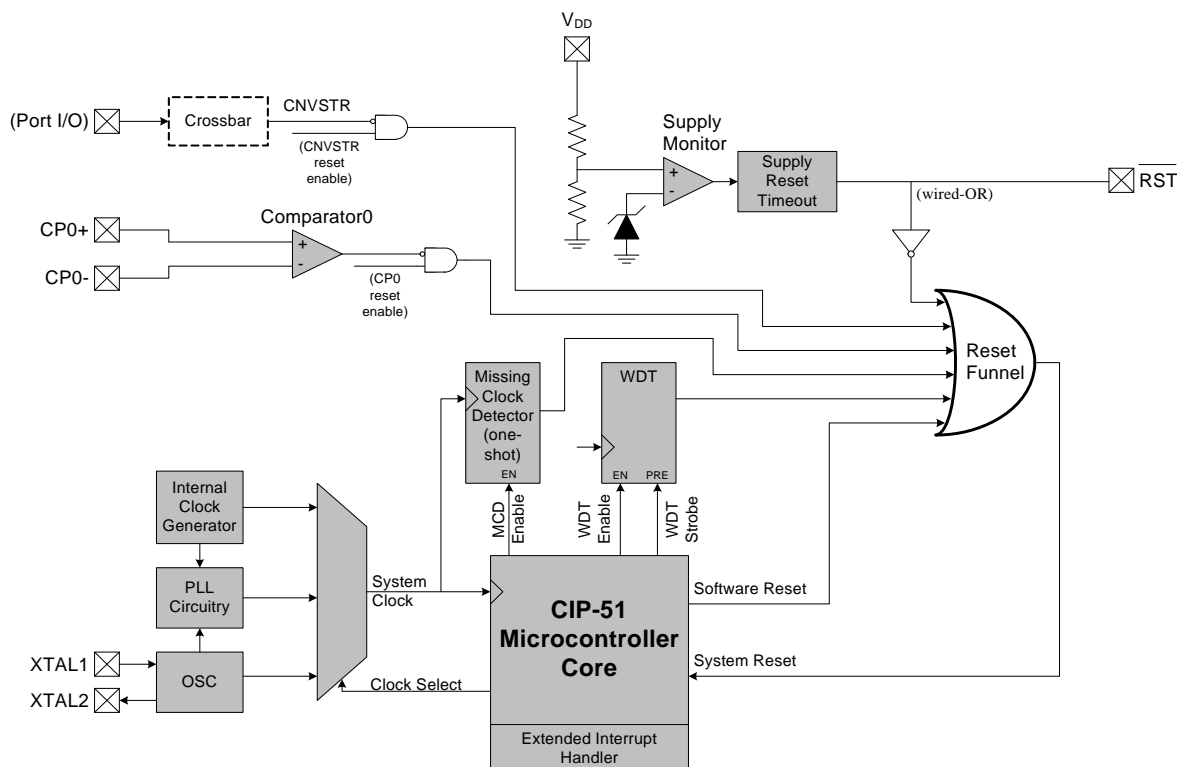 VDD
(Port I/O)
Crossbar
CNVSTR
(CNVSTR
reset
enable)
Supply
Monitor
+
-
Supply
Reset
Timeout
(wired-OR)
RST
CP0+
CP0-
Comparator0
+
-
(CP0
reset
enable)
Reset
Funnel
Missing
Clock
Detector
(one-
shot)
EN
WDT
EN
PRE
MCD
Enable
WDT
Enable
WDT
Strobe
Internal
Clock
Generator
PLL
Circuitry
OSC
XTAL1
XTAL2
System
Clock
Clock Select
CIP-51
Microcontroller
Core
Extended Interrupt
Handler
Software Reset
System Reset